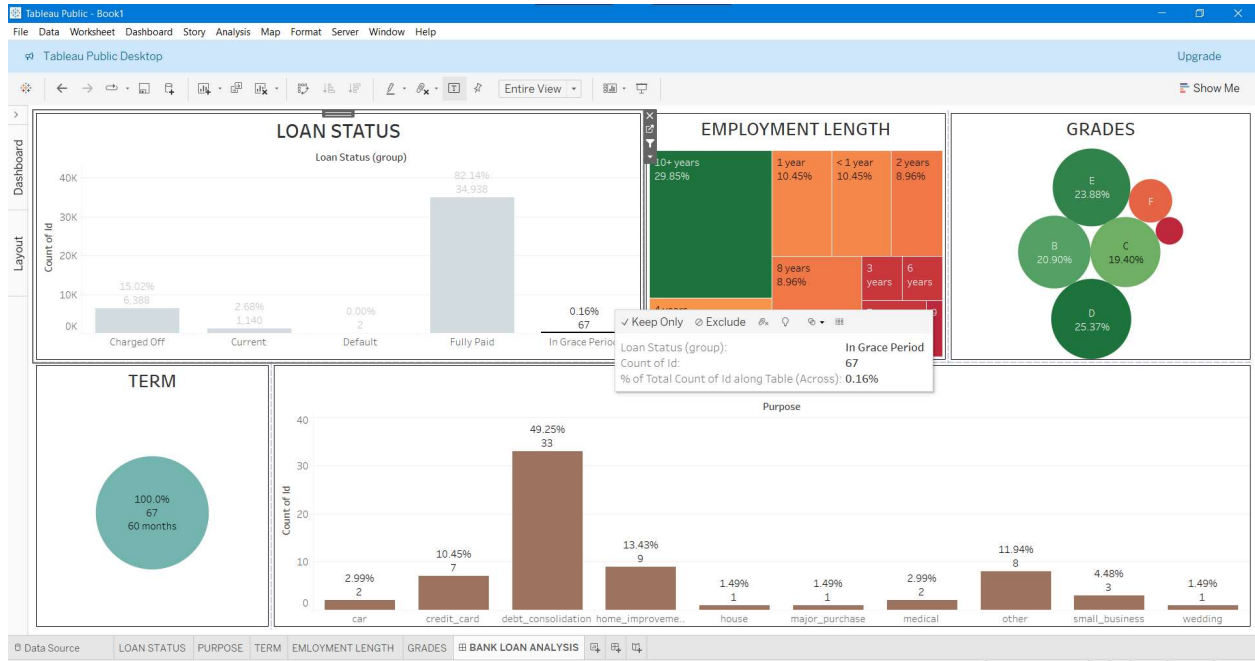 Tableau Public - Book1
File Data Worksheet Dashboard Story Analysis Map Format Server Window Help
Tableau Public Desktop
Upgrade
Entire View
Show Me
Dashboard
Layout
LOAN STATUS
Loan Status (group)
Count of Id
40K
30K
20K
10K
0K
15.02%
6,388
2.68%
1,140
0.00%
2
82.14%
34,938
0.16%
67
Charged Off
Current
Default
Fully Paid
In Grace Period
EMPLOYMENT LENGTH
10+ years
29.85%
1 year
10.45%
< 1 year
10.45%
2 years
8.96%
8 years
8.96%
3
years
6
years
GRADES
E
23.88%
F
B
20.90%
C
19.40%
D
25.37%
Keep Only
Exclude
Loan Status (group): In Grace Period
Count of Id: 67
% of Total Count of Id along Table (Across): 0.16%
TERM
100.0%
67
60 months
Purpose
Count of Id
40
30
20
10
0
2.99%
2
10.45%
7
49.25%
33
13.43%
9
1.49%
1
1.49%
1
2.99%
2
11.94%
8
4.48%
3
1.49%
1
car
credit_card
debt_consolidation
home_improveme..
house
major_purchase
medical
other
small_business
wedding
Data Source
LOAN STATUS
PURPOSE
TERM
EMLOYMENT LENGTH
GRADES
BANK LOAN ANALYSIS